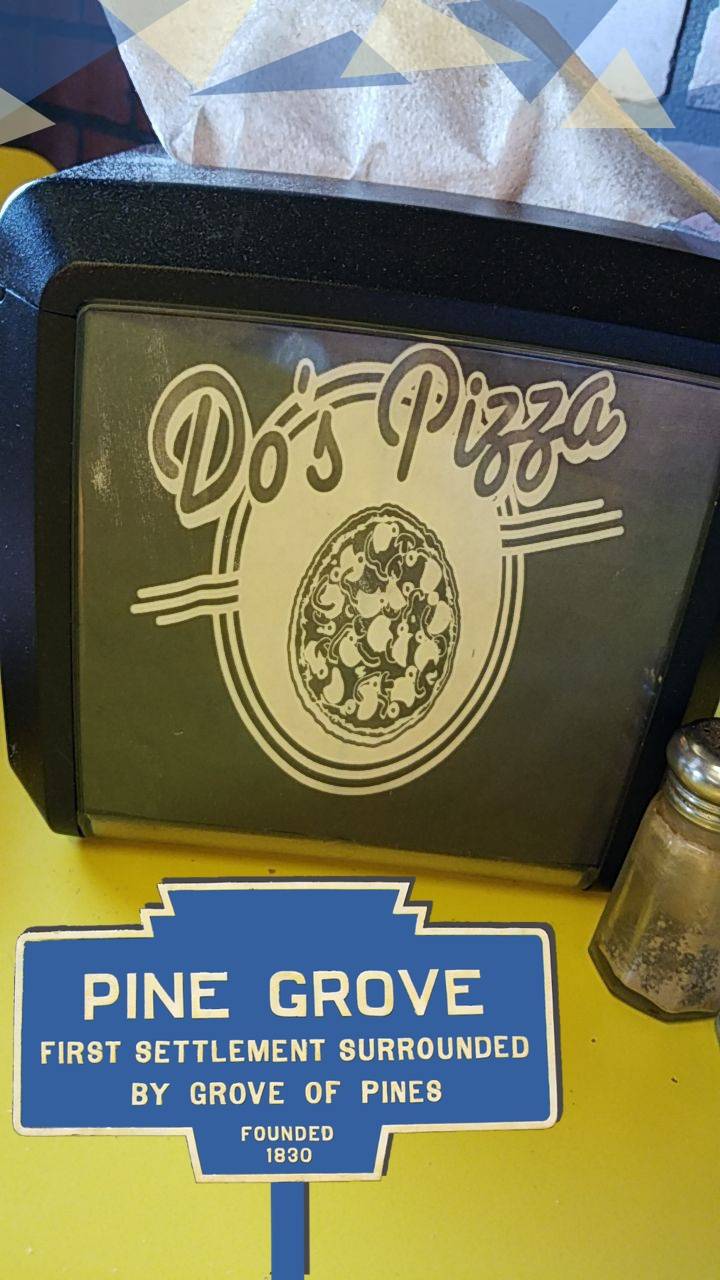 Do's Pizza
PINE GROVE
FIRST SETTLEMENT SURROUNDED
BY GROVE OF PINES
FOUNDED
1830